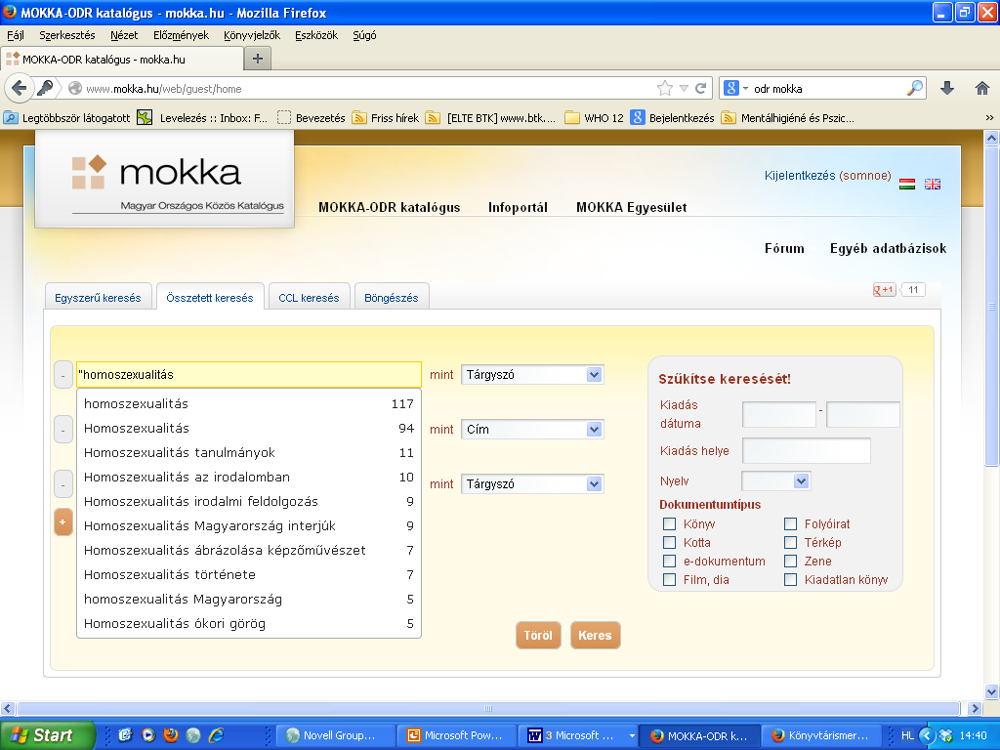 MOKKA-ODR katalógus - mokka.hu - Mozilla Firefox
Fájl Szerkesztés Nézet Előzmények Könyvjelzők Eszközök Súgó
MOKKA-ODR katalógus - mokka.hu
www.mokka.hu/web/guest/home
odr mokka
Legtöbbször látogatott Levelezés :: Inbox: F... Bevezetés Friss hírek [ELTE BTK] www.btk.... WHO 12 Bejelentkezés Mentálhigiéné és Pszic... »
mokka
Magyar Országos Közös Katalógus
Kijelentkezés (somnoe)
MOKKA-ODR katalógus Infoportál MOKKA Egyesület
Fórum Egyéb adatbázisok
Egyszerű keresés Összetett keresés CCL keresés Böngészés
+1 11
- "homoszexualitás mint Tárgyszó
homoszexualitás 117
Homoszexualitás 94
- mint Cím
Homoszexualitás tanulmányok 11
Homoszexualitás az irodalomban 10
- mint Tárgyszó
Homoszexualitás irodalmi feldolgozás 9
+
Homoszexualitás Magyarország interjúk 9
Homoszexualitás ábrázolása képzőművészet 7
Homoszexualitás története 7
homoszexualitás Magyarország 5
Homoszexualitás ókori görög 5
Szűkítse keresését!
Kiadás
dátuma -
Kiadás helye
Nyelv
Dokumentumtípus
Könyv Folyóirat
Kotta Térkép
e-dokumentum Zene
Film, dia Kiadatlan könyv
Töröl Keres
Start Novell Group... Microsoft Pow... 3 Microsoft ... MOKKA-ODR k... Könyvtárismer... HU 14:40